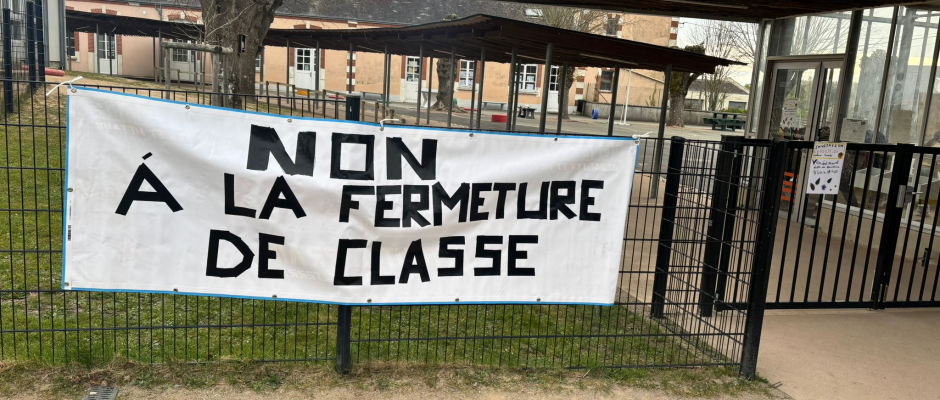 NON
Á LA FERMETURE
DE CLASSE